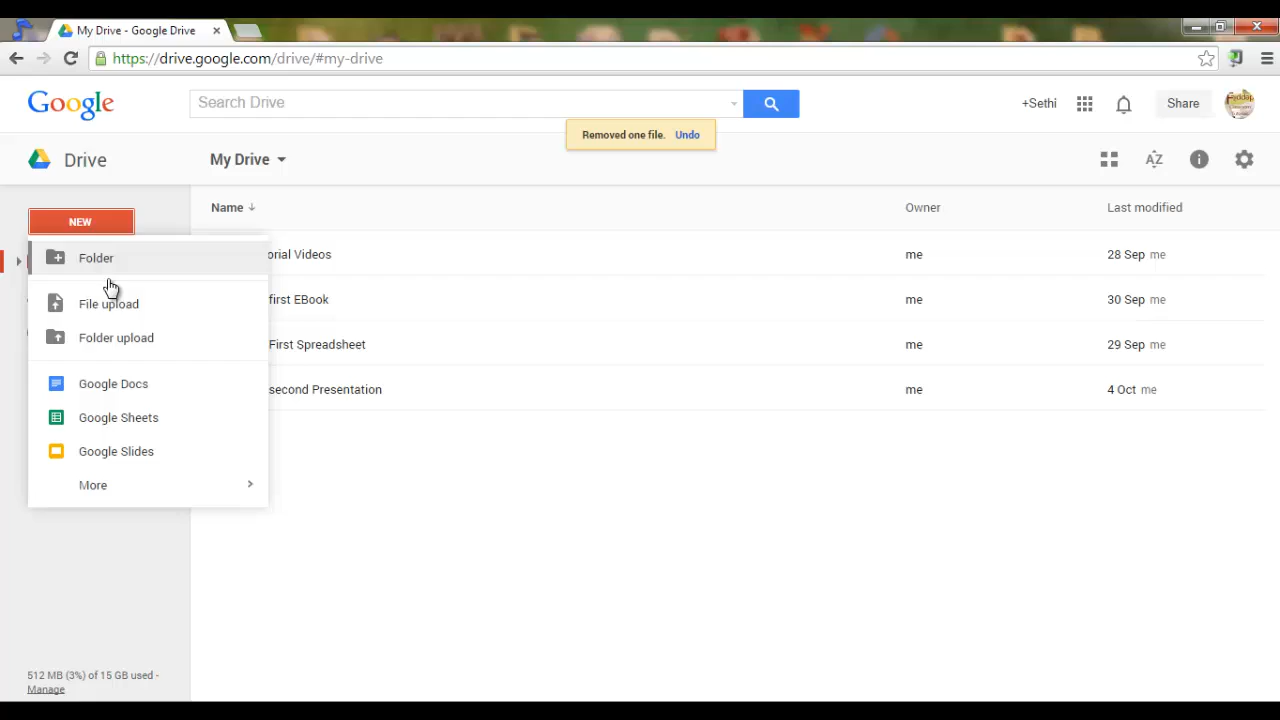 My Drive - Google Drive
https://drive.google.com/drive/#my-drive
Google
Search Drive
+Sethi
Share
Removed one file. Undo
Drive
My Drive
NEW
Name
Owner
Last modified
Folder
orial Videos
me
28 Sep me
File upload
first EBook
me
30 Sep me
Folder upload
First Spreadsheet
me
29 Sep me
Google Docs
second Presentation
me
4 Oct me
Google Sheets
Google Slides
More
512 MB (3%) of 15 GB used -
Manage